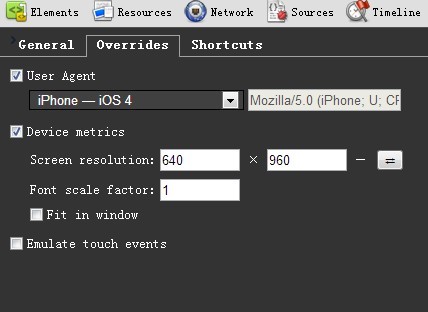 Elements Resources Network Sources Timeline
General Overrides Shortcuts
User Agent
iPhone — iOS 4 Mozilla/5.0 (iPhone; U; CP
Device metrics
Screen resolution: 640 × 960 — ⇌
Font scale factor: 1
Fit in window
Emulate touch events